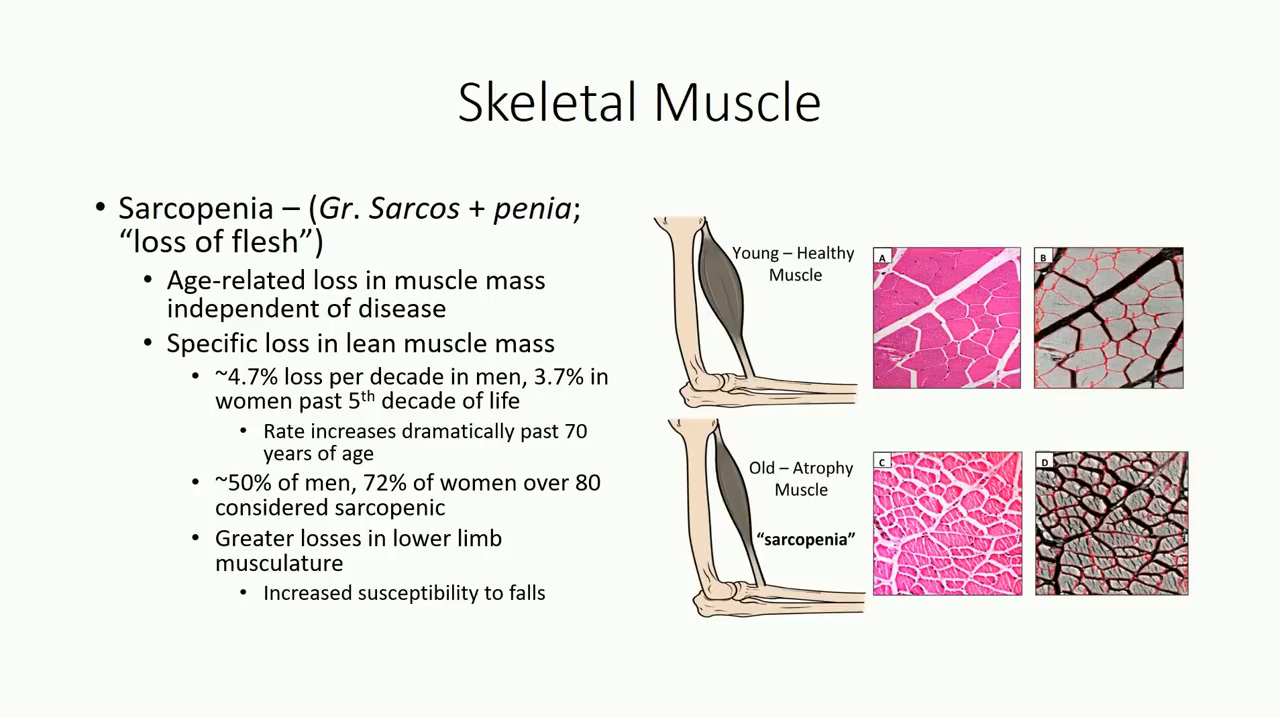 Skeletal Muscle
• Sarcopenia – (Gr. Sarcos + penia;
“loss of flesh”)
• Age-related loss in muscle mass
independent of disease
• Specific loss in lean muscle mass
• ~4.7% loss per decade in men, 3.7% in
women past 5th decade of life
• Rate increases dramatically past 70
years of age
• ~50% of men, 72% of women over 80
considered sarcopenic
• Greater losses in lower limb
musculature
• Increased susceptibility to falls
Young – Healthy
Muscle
A
B
Old – Atrophy
Muscle
“sarcopenia”
C
D